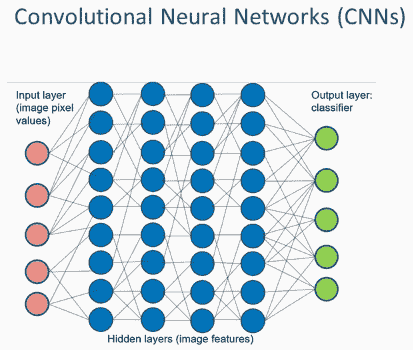 Convolutional Neural Networks (CNNs)
Input layer
(image pixel
values)
Output layer:
classifier
Hidden layers (image features)